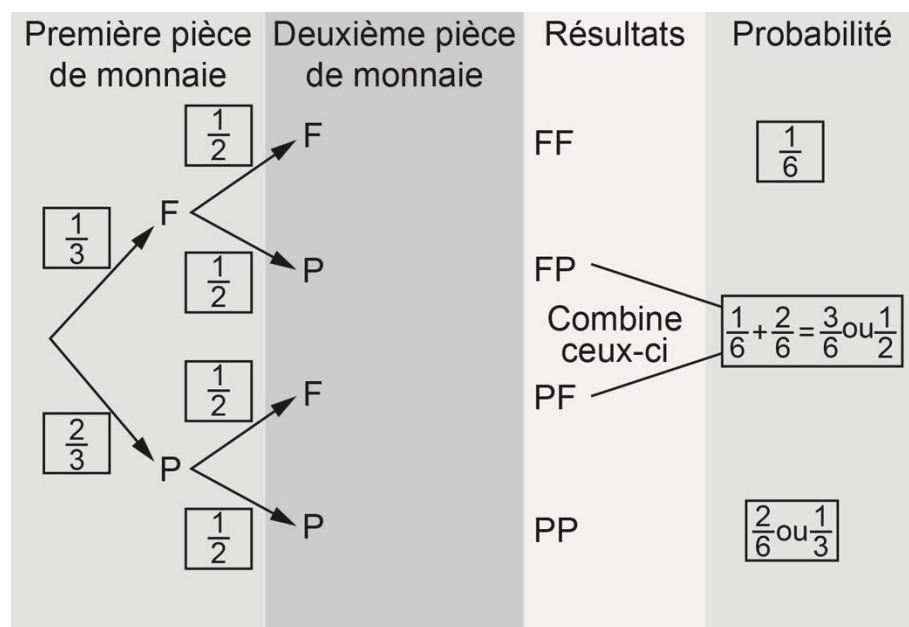 Première pièce de monnaie
Deuxième pièce de monnaie
Résultats
Probabilité
1/3
F
1/2
F
FF
1/6
1/2
P
FP
Combine ceux-ci
1/6 + 2/6 = 3/6 ou 1/2
2/3
P
1/2
F
PF
1/2
P
PP
2/6 ou 1/3